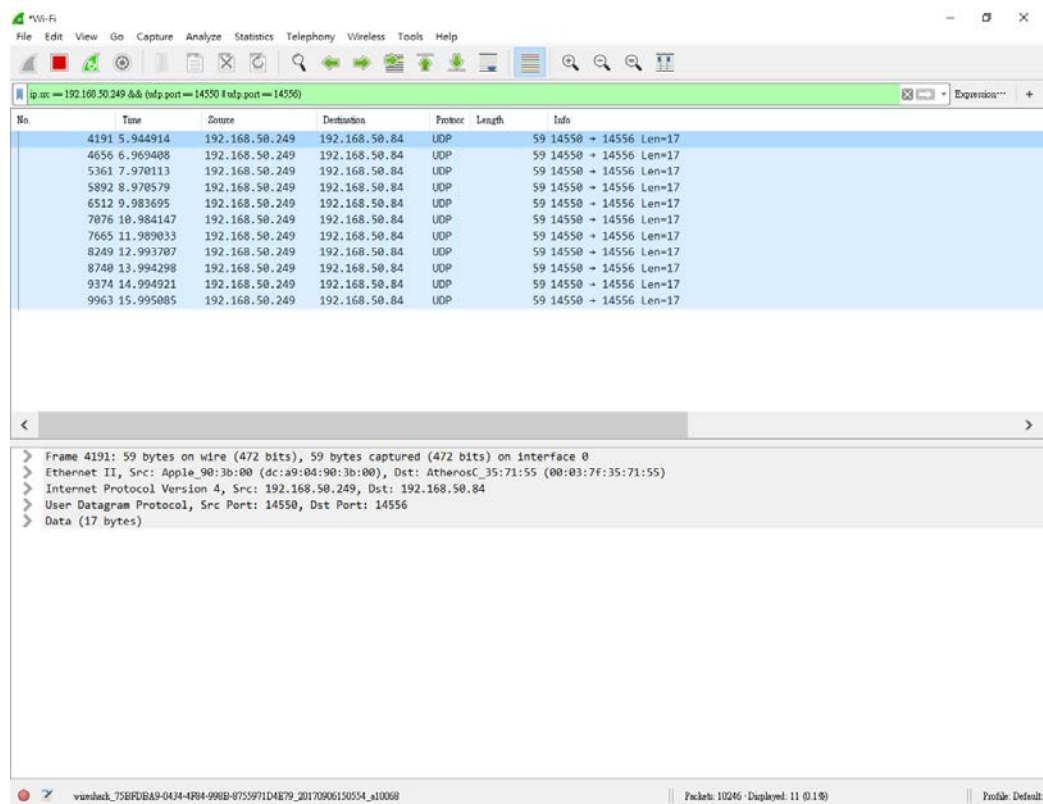 *Wi-Fi
File Edit View Go Capture Analyze Statistics Telephony Wireless Tools Help
ip.src == 192.168.50.249 && (udp.port == 14550 || udp.port == 14556) Expression… +
No. Time Source Destination Protocol Length Info
4191 5.944914 192.168.50.249 192.168.50.84 UDP 59 14550 → 14556 Len=17
4656 6.969408 192.168.50.249 192.168.50.84 UDP 59 14550 → 14556 Len=17
5361 7.970113 192.168.50.249 192.168.50.84 UDP 59 14550 → 14556 Len=17
5892 8.970579 192.168.50.249 192.168.50.84 UDP 59 14550 → 14556 Len=17
6512 9.983695 192.168.50.249 192.168.50.84 UDP 59 14550 → 14556 Len=17
7076 10.984147 192.168.50.249 192.168.50.84 UDP 59 14550 → 14556 Len=17
7665 11.989033 192.168.50.249 192.168.50.84 UDP 59 14550 → 14556 Len=17
8249 12.993707 192.168.50.249 192.168.50.84 UDP 59 14550 → 14556 Len=17
8740 13.994298 192.168.50.249 192.168.50.84 UDP 59 14550 → 14556 Len=17
9374 14.994921 192.168.50.249 192.168.50.84 UDP 59 14550 → 14556 Len=17
9963 15.995085 192.168.50.249 192.168.50.84 UDP 59 14550 → 14556 Len=17
Frame 4191: 59 bytes on wire (472 bits), 59 bytes captured (472 bits) on interface 0
Ethernet II, Src: Apple_90:3b:00 (dc:a9:04:90:3b:00), Dst: AtherosC_35:71:55 (00:03:7f:35:71:55)
Internet Protocol Version 4, Src: 192.168.50.249, Dst: 192.168.50.84
User Datagram Protocol, Src Port: 14550, Dst Port: 14556
Data (17 bytes)
wireshark_75BFDBA9-0434-4F84-998B-8755971D4E79_20170906150554_a10068 Packets: 10246 · Displayed: 11 (0.1%) Profile: Default